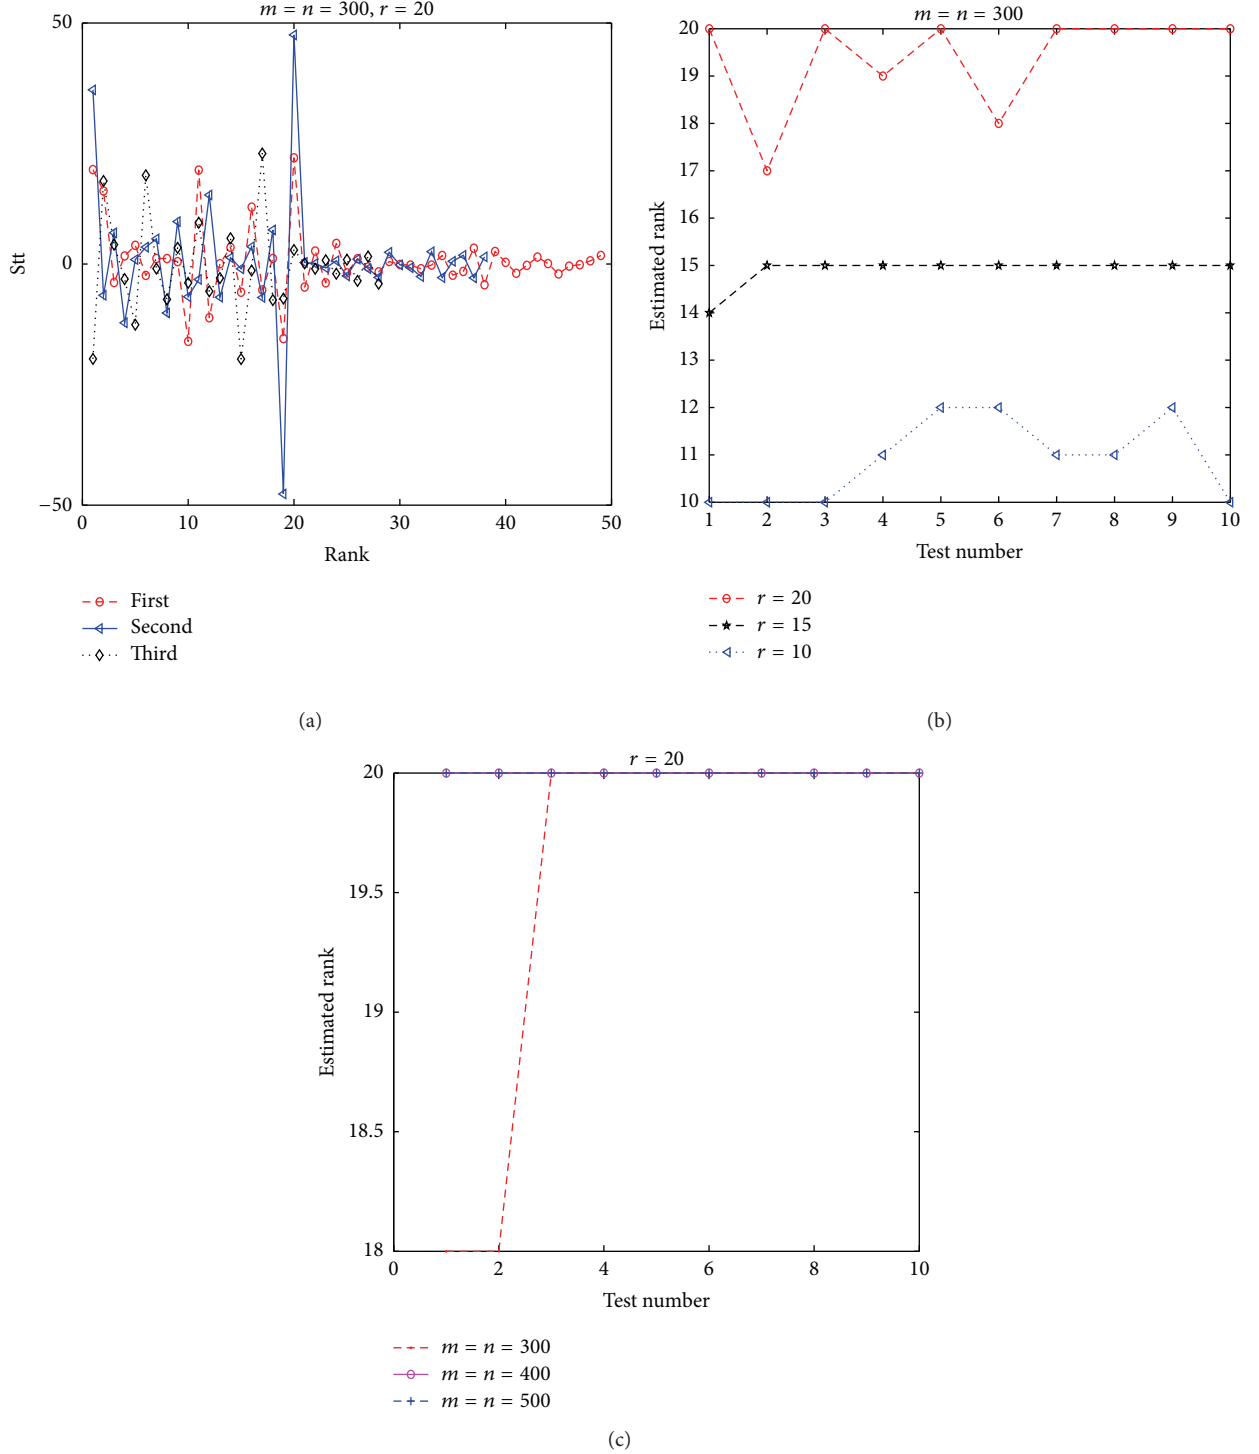 m = n = 300, r = 20
50
0
−50
Stt
0 10 20 30 40 50
Rank
First
Second
Third
(a)
m = n = 300
20
19
18
17
16
15
14
13
12
11
10
Estimated rank
1 2 3 4 5 6 7 8 9 10
Test number
r = 20
r = 15
r = 10
(b)
r = 20
20
19.5
19
18.5
18
Estimated rank
0 2 4 6 8 10
Test number
m = n = 300
m = n = 400
m = n = 500
(c)